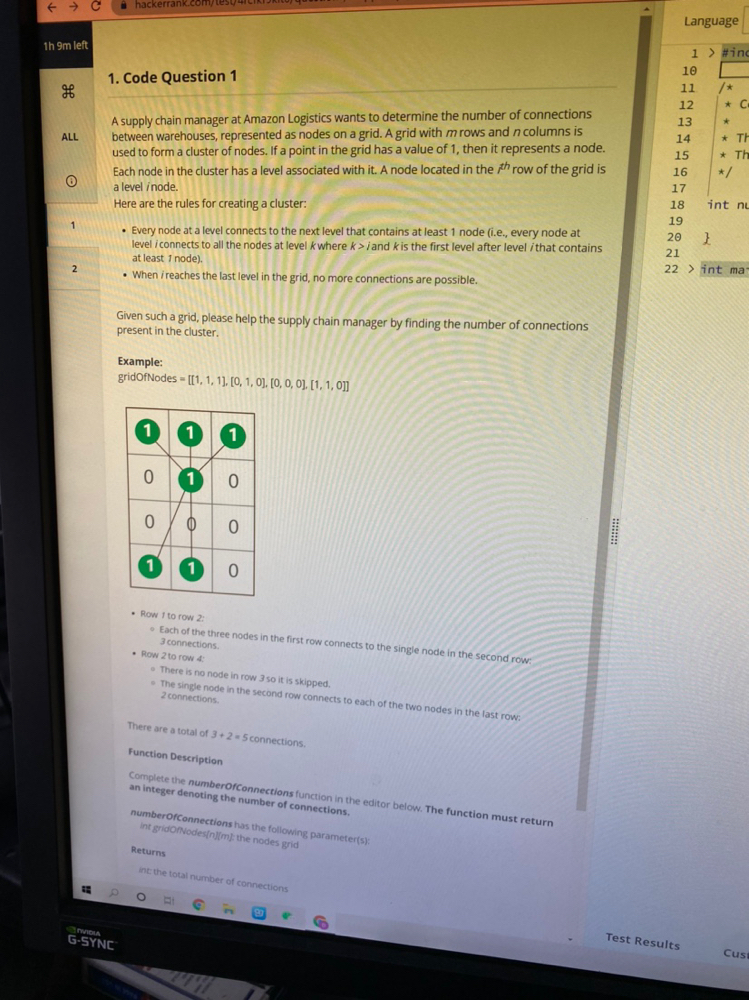 1h 9m left
ALL
1
2
1. Code Question 1
A supply chain manager at Amazon Logistics wants to determine the number of connections
between warehouses, represented as nodes on a grid. A grid with m rows and n columns is
used to form a cluster of nodes. If a point in the grid has a value of 1, then it represents a node.
Each node in the cluster has a level associated with it. A node located in the ith row of the grid is
a level i node.
Here are the rules for creating a cluster:
• Every node at a level connects to the next level that contains at least 1 node (i.e., every node at
level i connects to all the nodes at level k where k > i and k is the first level after level i that contains
at least 1 node).
• When i reaches the last level in the grid, no more connections are possible.
Given such a grid, please help the supply chain manager by finding the number of connections
present in the cluster.
Example:
gridOfNodes = [[1, 1, 1], [0, 1, 0], [0, 0, 0], [1, 1, 0]]
1 1 1
0 1 0
0 0 0
1 1 0
• Row 1 to row 2:
◦ Each of the three nodes in the first row connects to the single node in the second row:
3 connections.
• Row 2 to row 4:
◦ There is no node in row 3 so it is skipped.
◦ The single node in the second row connects to each of the two nodes in the last row:
2 connections.
There are a total of 3 + 2 = 5 connections.
Function Description
Complete the numberOfConnections function in the editor below. The function must return
an integer denoting the number of connections.
numberOfConnections has the following parameter(s):
int gridOfNodes[n][m]: the nodes grid
Returns
int: the total number of connections
Language
1 > #inc
10
11 /*
12 * C
13 *
14 * Th
15 * Th
16 */
17
18 int nu
19
20 }
21
22 > int ma
Test Results
Cus
NVIDIA
G-SYNC